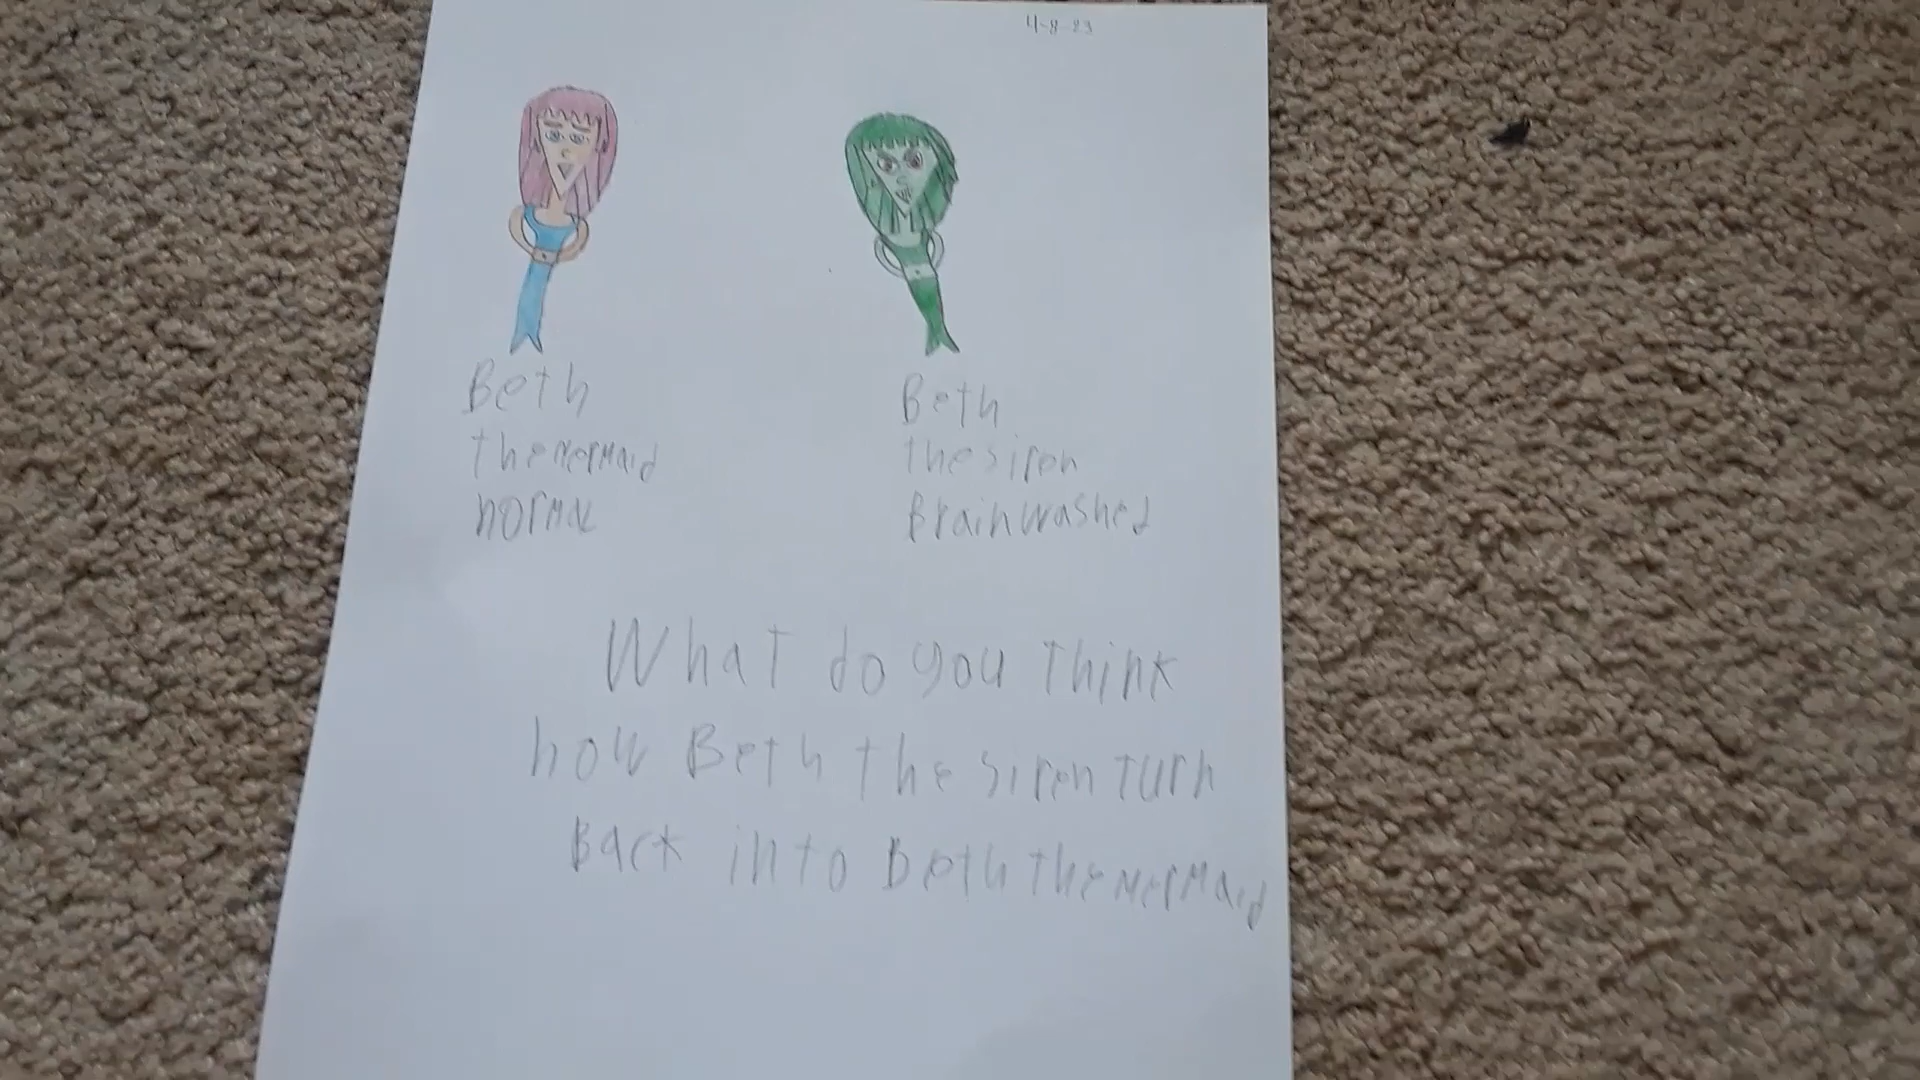 4-8-23
Beth
the mermaid
normal
Beth
the siren
Brainwashed
What do you think
how Beth the siren turn
Back into Beth the mermaid